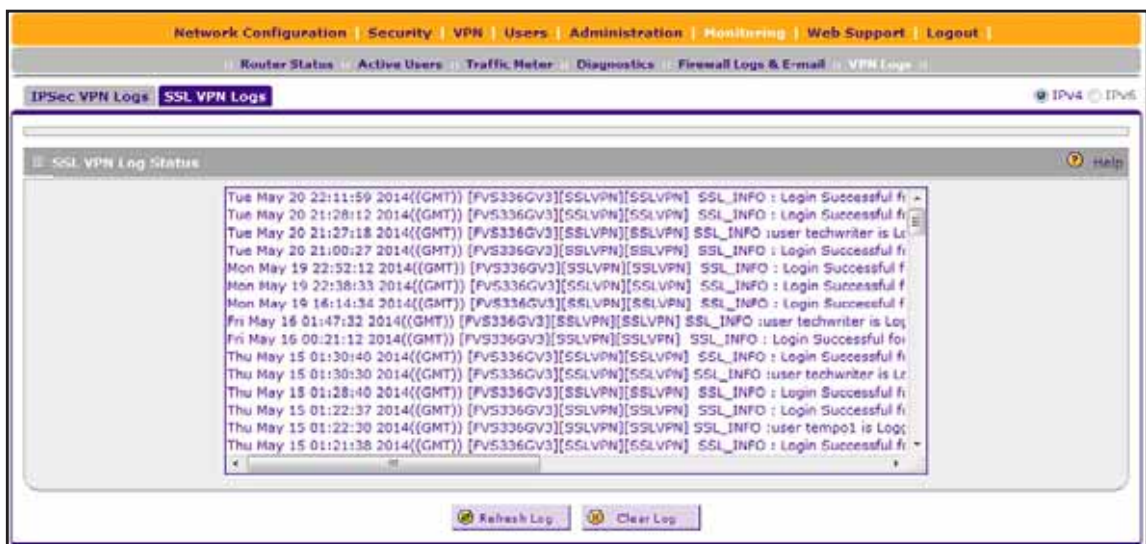 Network Configuration | Security | VPN | Users | Administration | Monitoring | Web Support | Logout |
:: Router Status :: Active Users :: Traffic Meter :: Diagnostics :: Firewall Logs & E-mail :: VPN Logs ::
IPSec VPN Logs SSL VPN Logs IPv4 IPv6
SSL VPN Log Status Help
Tue May 20 22:11:59 2014((GMT)) [FVS336GV3][SSLVPN][SSLVPN] SSL_INFO : Login Successful f
Tue May 20 21:28:12 2014((GMT)) [FVS336GV3][SSLVPN][SSLVPN] SSL_INFO : Login Successful f
Tue May 20 21:27:18 2014((GMT)) [FVS336GV3][SSLVPN][SSLVPN] SSL_INFO :user techwriter is Lo
Tue May 20 21:00:27 2014((GMT)) [FVS336GV3][SSLVPN][SSLVPN] SSL_INFO : Login Successful f
Mon May 19 22:52:12 2014((GMT)) [FVS336GV3][SSLVPN][SSLVPN] SSL_INFO : Login Successful f
Mon May 19 22:38:33 2014((GMT)) [FVS336GV3][SSLVPN][SSLVPN] SSL_INFO : Login Successful f
Mon May 19 16:14:34 2014((GMT)) [FVS336GV3][SSLVPN][SSLVPN] SSL_INFO : Login Successful f
Fri May 16 01:47:32 2014((GMT)) [FVS336GV3][SSLVPN][SSLVPN] SSL_INFO :user techwriter is Log
Fri May 16 00:21:12 2014((GMT)) [FVS336GV3][SSLVPN][SSLVPN] SSL_INFO : Login Successful for
Thu May 15 01:30:40 2014((GMT)) [FVS336GV3][SSLVPN][SSLVPN] SSL_INFO : Login Successful f
Thu May 15 01:30:30 2014((GMT)) [FVS336GV3][SSLVPN][SSLVPN] SSL_INFO :user techwriter is Lo
Thu May 15 01:28:40 2014((GMT)) [FVS336GV3][SSLVPN][SSLVPN] SSL_INFO : Login Successful f
Thu May 15 01:22:37 2014((GMT)) [FVS336GV3][SSLVPN][SSLVPN] SSL_INFO : Login Successful f
Thu May 15 01:22:30 2014((GMT)) [FVS336GV3][SSLVPN][SSLVPN] SSL_INFO :user tempo1 is Logg
Thu May 15 01:21:38 2014((GMT)) [FVS336GV3][SSLVPN][SSLVPN] SSL_INFO : Login Successful f
Refresh Log Clear Log